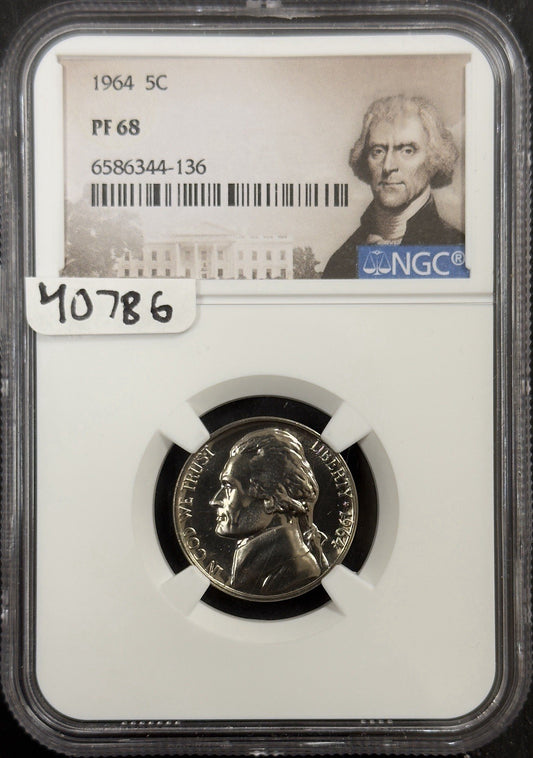 1964 5C
PF 68
6586344-136
NGC®
40786
IN GOD WE TRUST
LIBERTY ★ 1964